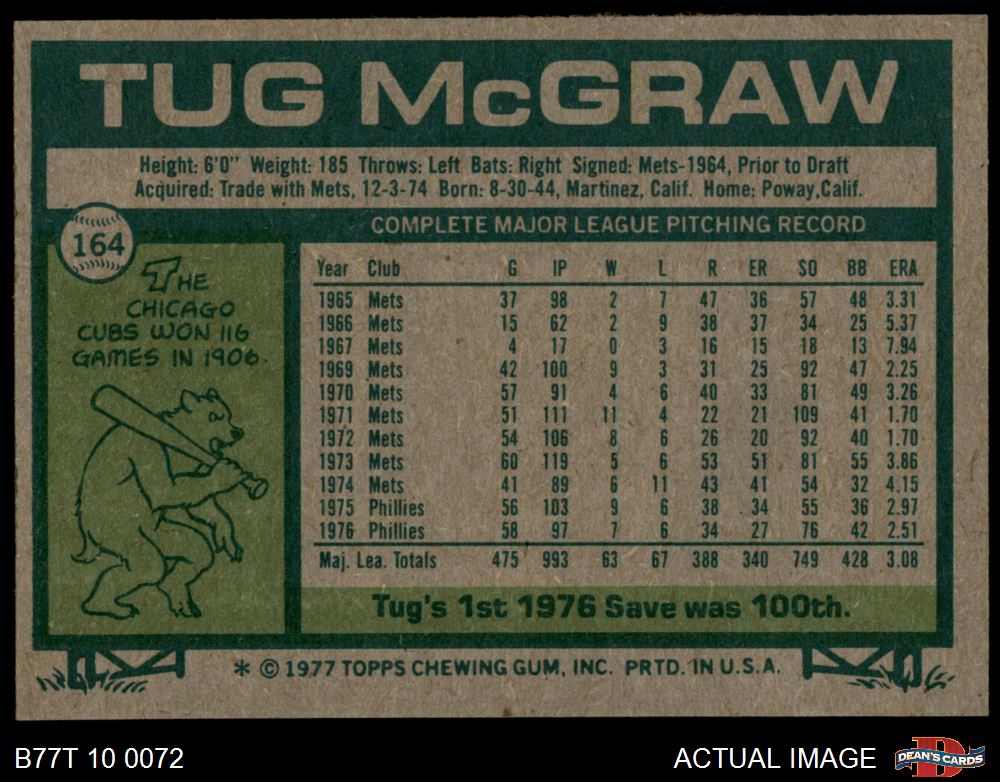 TUG McGRAW
Height: 6'0" Weight: 185 Throws: Left Bats: Right Signed: Mets-1964, Prior to Draft
Acquired: Trade with Mets, 12-3-74 Born: 8-30-44, Martinez, Calif. Home: Poway,Calif.
164
THE
CHICAGO
CUBS WON 116
GAMES IN 1906.
COMPLETE MAJOR LEAGUE PITCHING RECORD
Year Club G IP W L R ER SO BB ERA
1965 Mets 37 98 2 7 47 36 57 48 3.31
1966 Mets 15 62 2 9 38 37 34 25 5.37
1967 Mets 4 17 0 3 16 15 18 13 7.94
1969 Mets 42 100 9 3 31 25 92 47 2.25
1970 Mets 57 91 4 6 40 33 81 49 3.26
1971 Mets 51 111 11 4 22 21 109 41 1.70
1972 Mets 54 106 8 6 26 20 92 40 1.70
1973 Mets 60 119 5 6 53 51 81 55 3.86
1974 Mets 41 89 6 11 43 41 54 32 4.15
1975 Phillies 56 103 9 6 38 34 55 36 2.97
1976 Phillies 58 97 7 6 34 27 76 42 2.51
Maj. Lea. Totals 475 993 63 67 388 340 749 428 3.08
Tug's 1st 1976 Save was 100th.
* © 1977 TOPPS CHEWING GUM, INC. PRTD. IN U.S.A.
B77T 10 0072
ACTUAL IMAGE
D
DEAN'S CARDS